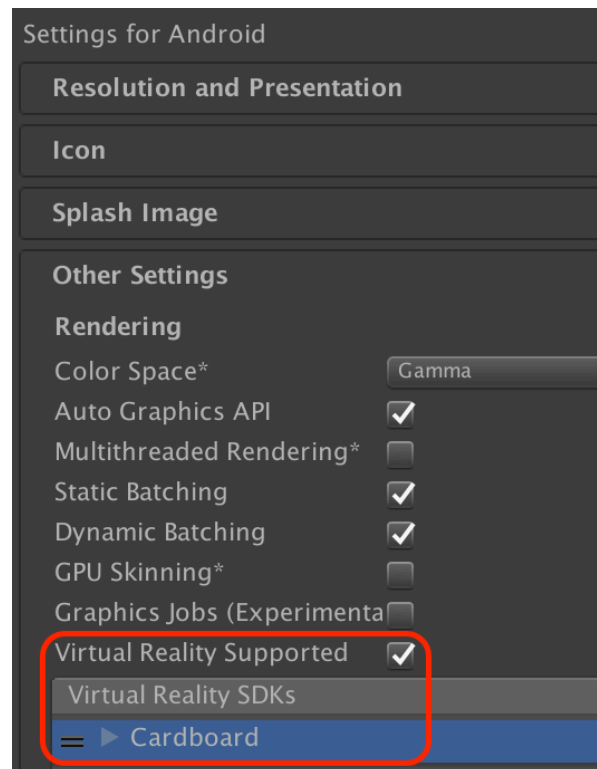 Settings for Android
Resolution and Presentation
Icon
Splash Image
Other Settings
Rendering
Color Space* Gamma
Auto Graphics API
Multithreaded Rendering*
Static Batching
Dynamic Batching
GPU Skinning*
Graphics Jobs (Experimenta
Virtual Reality Supported
Virtual Reality SDKs
Cardboard